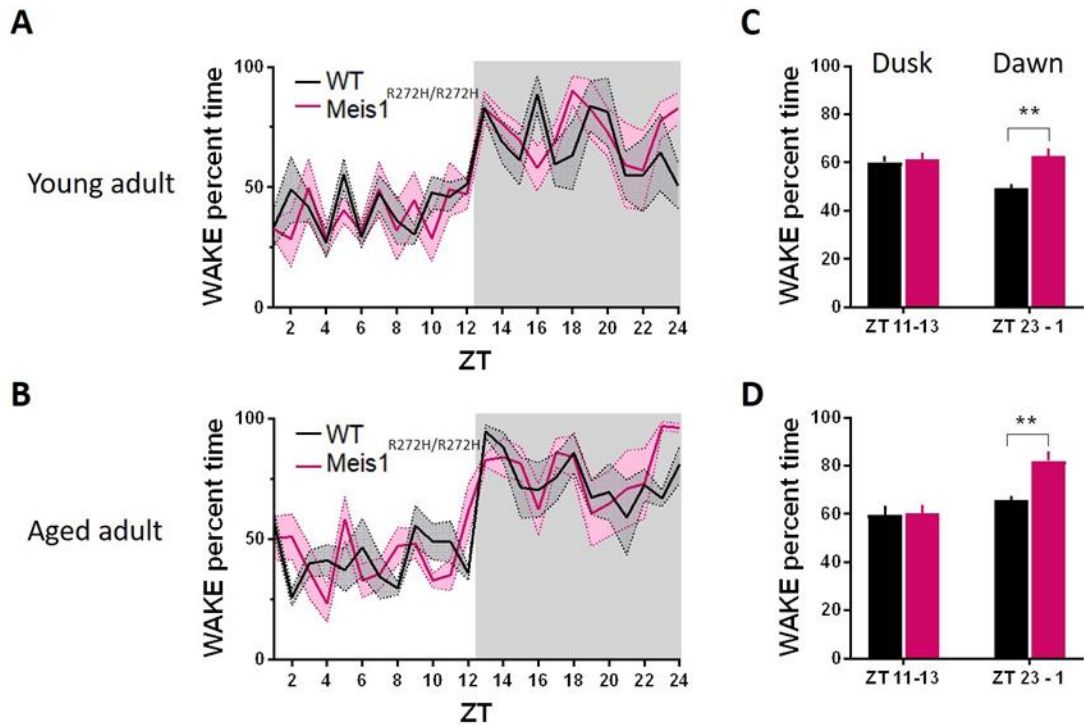 A
Young adult
WAKE percent time
100
50
0
WT
Meis1R272H/R272H
2 4 6 8 10 12 14 16 18 20 22 24
ZT
C
Dusk Dawn
WAKE percent time
100
80
60
40
20
0
**
ZT 11-13 ZT 23 - 1
B
Aged adult
WAKE percent time
100
50
0
WT
Meis1R272H/R272H
2 4 6 8 10 12 14 16 18 20 22 24
ZT
D
WAKE percent time
100
80
60
40
20
0
**
ZT 11-13 ZT 23 - 1